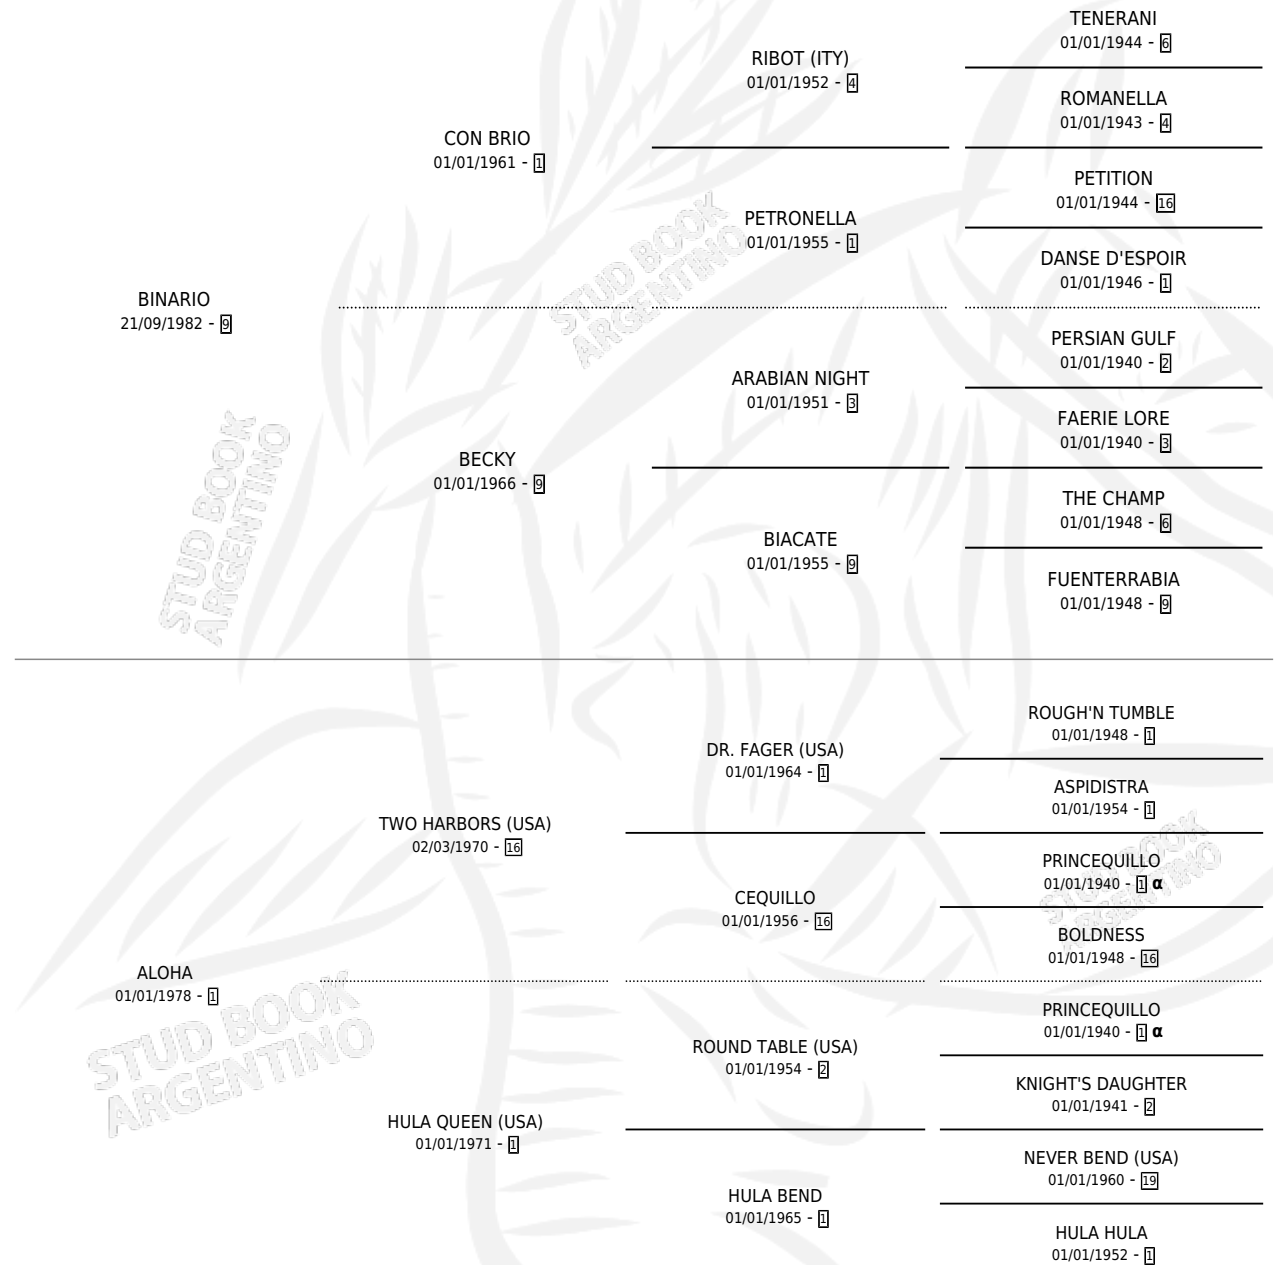 TENERANI
01/01/1944 - 6
RIBOT (ITY)
01/01/1952 - 4
ROMANELLA
01/01/1943 - 4
CON BRIO
01/01/1961 - 1
PETITION
01/01/1944 - 16
PETRONELLA
01/01/1955 - 1
DANSE D'ESPOIR
01/01/1946 - 1
BINARIO
21/09/1982 - 9
PERSIAN GULF
01/01/1940 - 2
ARABIAN NIGHT
01/01/1951 - 3
FAERIE LORE
01/01/1940 - 3
BECKY
01/01/1966 - 9
THE CHAMP
01/01/1948 - 6
BIACATE
01/01/1955 - 9
FUENTERRABIA
01/01/1948 - 9
STUD BOOK
ARGENTINO
STUD BOOK
ARGENTINO
ROUGH'N TUMBLE
01/01/1948 - 1
DR. FAGER (USA)
01/01/1964 - 1
ASPIDISTRA
01/01/1954 - 1
TWO HARBORS (USA)
02/03/1970 - 16
PRINCEQUILLO
01/01/1940 - 1 α
CEQUILLO
01/01/1956 - 16
BOLDNESS
01/01/1948 - 16
ALOHA
01/01/1978 - 1
PRINCEQUILLO
01/01/1940 - 1 α
ROUND TABLE (USA)
01/01/1954 - 2
KNIGHT'S DAUGHTER
01/01/1941 - 2
HULA QUEEN (USA)
01/01/1971 - 1
NEVER BEND (USA)
01/01/1960 - 19
HULA BEND
01/01/1965 - 1
HULA HULA
01/01/1952 - 1
STUD BOOK
ARGENTINO
STUD BOOK
ARGENTINO